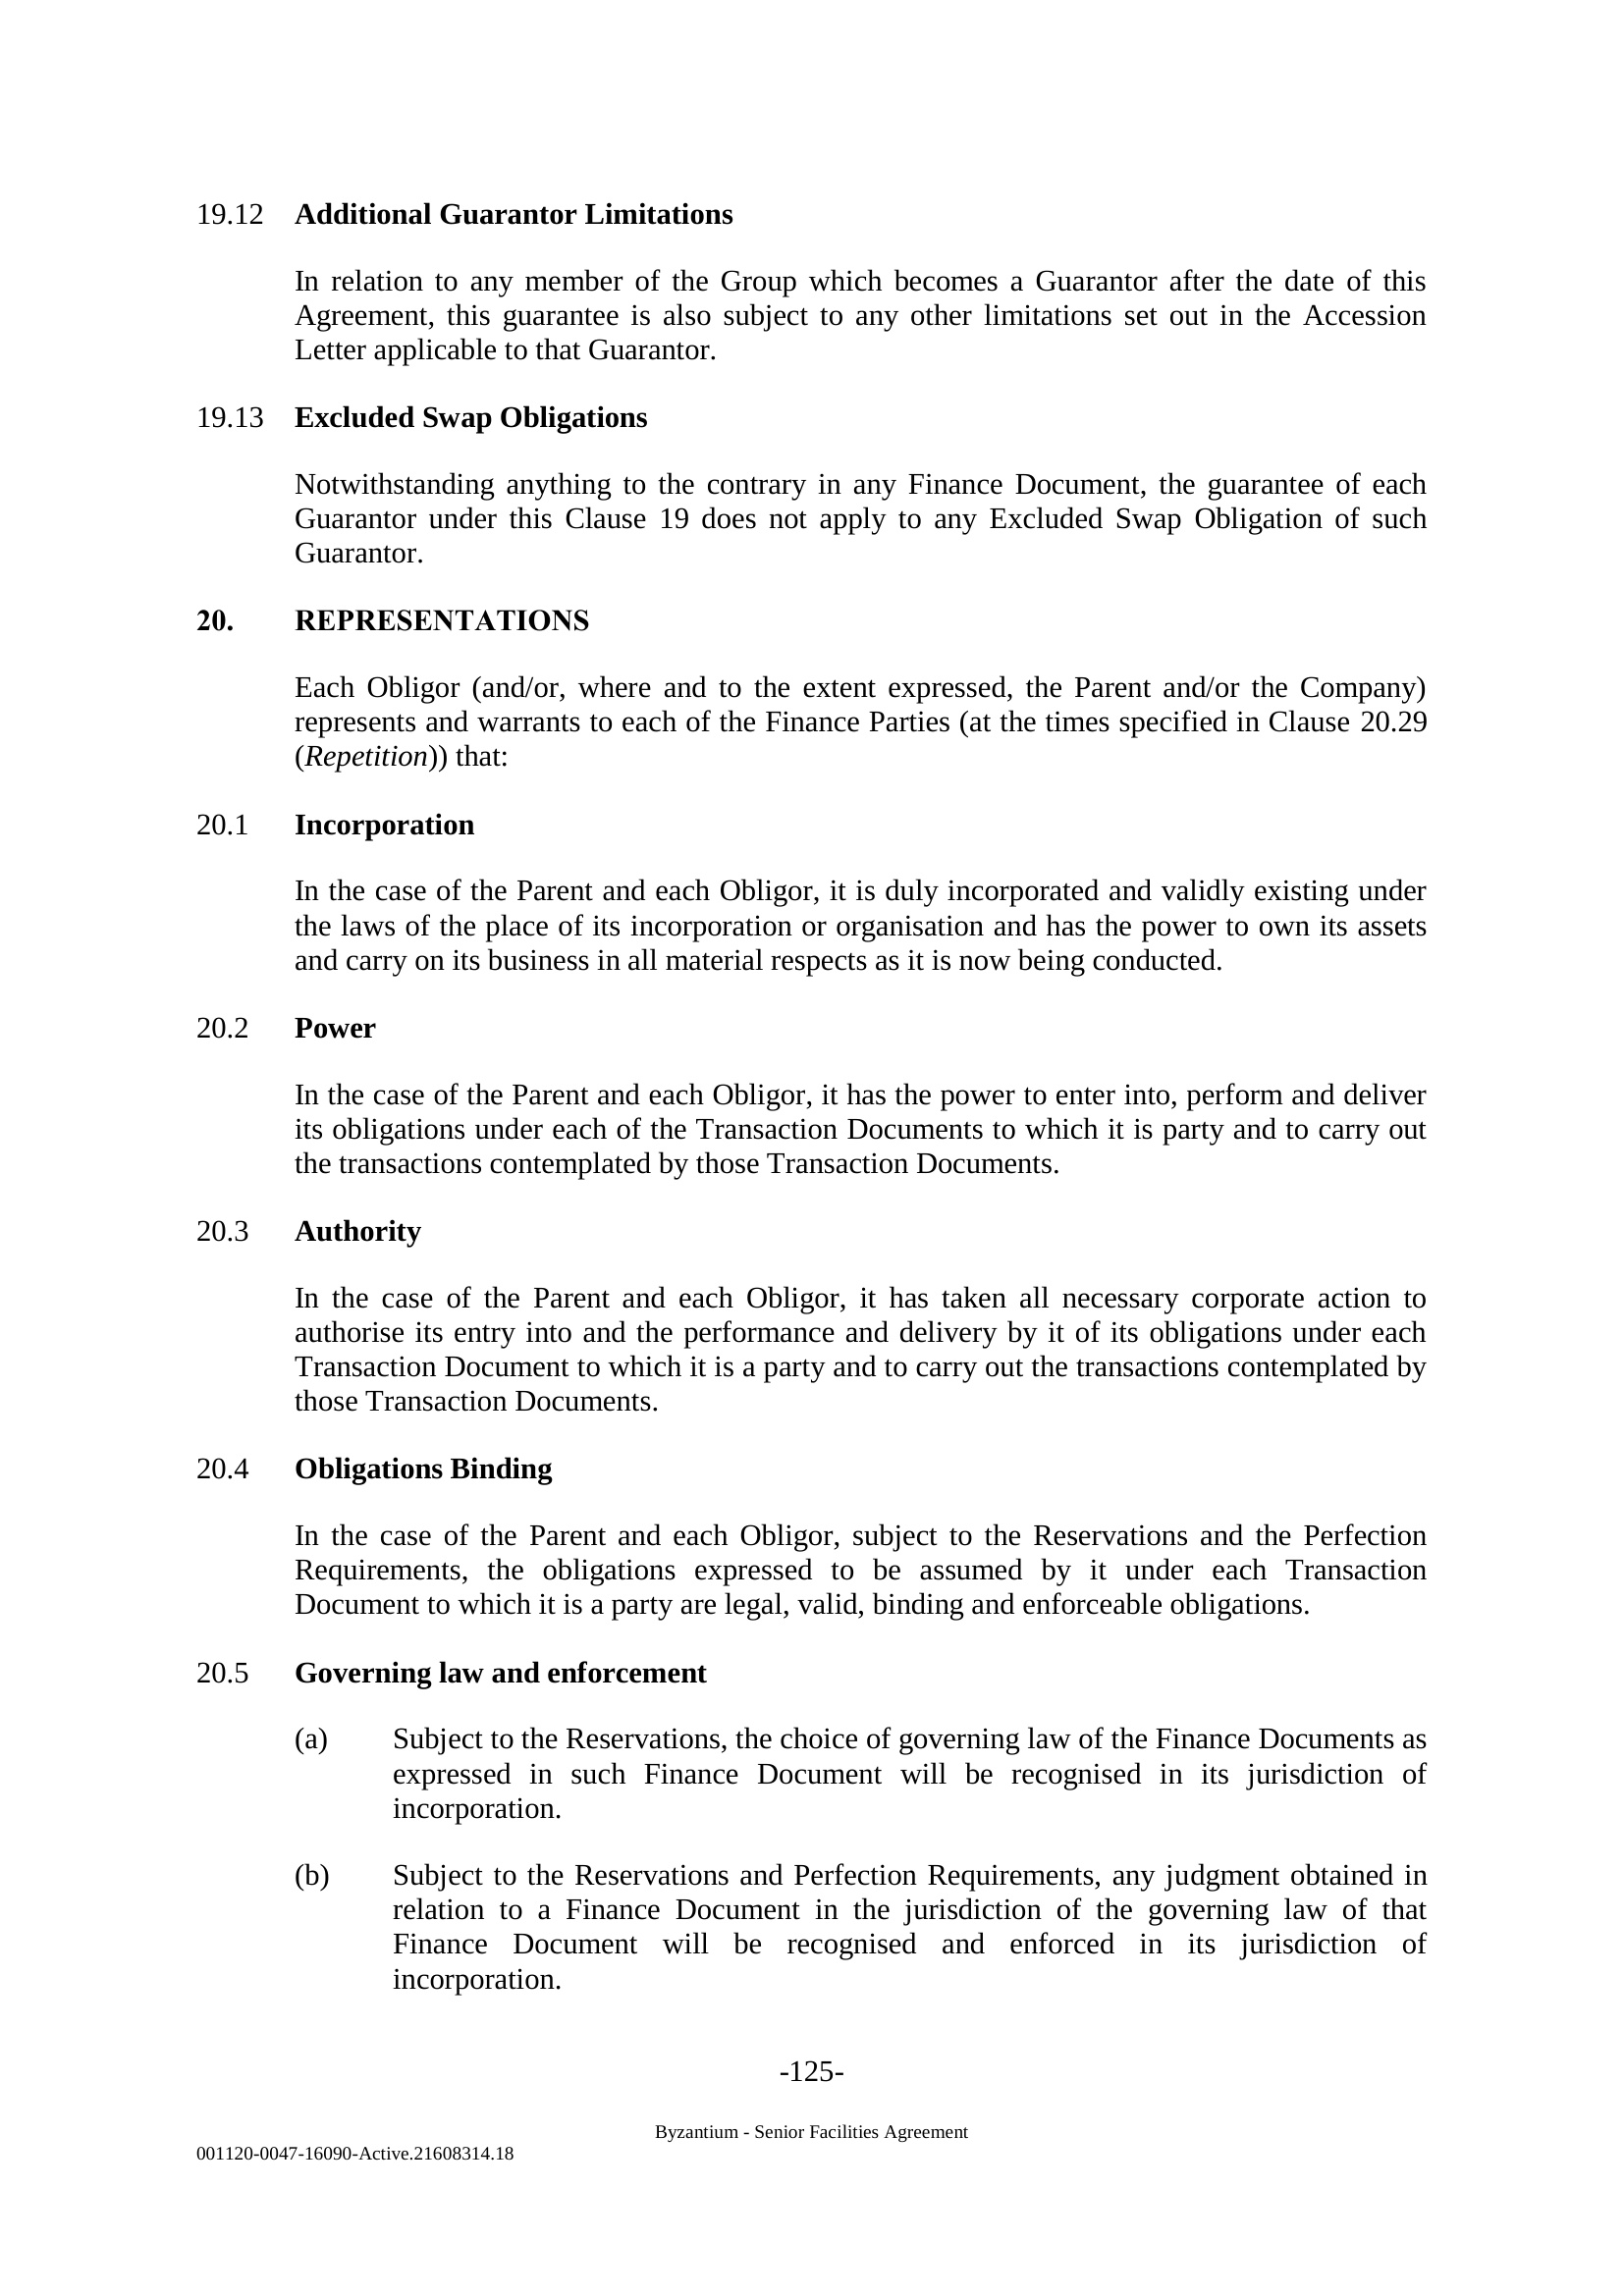 19.12 Additional Guarantor Limitations
In relation to any member of the Group which becomes a Guarantor after the date of this
Agreement, this guarantee is also subject to any other limitations set out in the Accession
Letter applicable to that Guarantor.
19.13 Excluded Swap Obligations
Notwithstanding anything to the contrary in any Finance Document, the guarantee of each
Guarantor under this Clause 19 does not apply to any Excluded Swap Obligation of such
Guarantor.
20. REPRESENTATIONS
Each Obligor (and/or, where and to the extent expressed, the Parent and/or the Company)
represents and warrants to each of the Finance Parties (at the times specified in Clause 20.29
(Repetition)) that:
20.1 Incorporation
In the case of the Parent and each Obligor, it is duly incorporated and validly existing under
the laws of the place of its incorporation or organisation and has the power to own its assets
and carry on its business in all material respects as it is now being conducted.
20.2 Power
In the case of the Parent and each Obligor, it has the power to enter into, perform and deliver
its obligations under each of the Transaction Documents to which it is party and to carry out
the transactions contemplated by those Transaction Documents.
20.3 Authority
In the case of the Parent and each Obligor, it has taken all necessary corporate action to
authorise its entry into and the performance and delivery by it of its obligations under each
Transaction Document to which it is a party and to carry out the transactions contemplated by
those Transaction Documents.
20.4 Obligations Binding
In the case of the Parent and each Obligor, subject to the Reservations and the Perfection
Requirements, the obligations expressed to be assumed by it under each Transaction
Document to which it is a party are legal, valid, binding and enforceable obligations.
20.5 Governing law and enforcement
(a) Subject to the Reservations, the choice of governing law of the Finance Documents as
expressed in such Finance Document will be recognised in its jurisdiction of
incorporation.
(b) Subject to the Reservations and Perfection Requirements, any judgment obtained in
relation to a Finance Document in the jurisdiction of the governing law of that
Finance Document will be recognised and enforced in its jurisdiction of
incorporation.
-125-
Byzantium - Senior Facilities Agreement
001120-0047-16090-Active.21608314.18